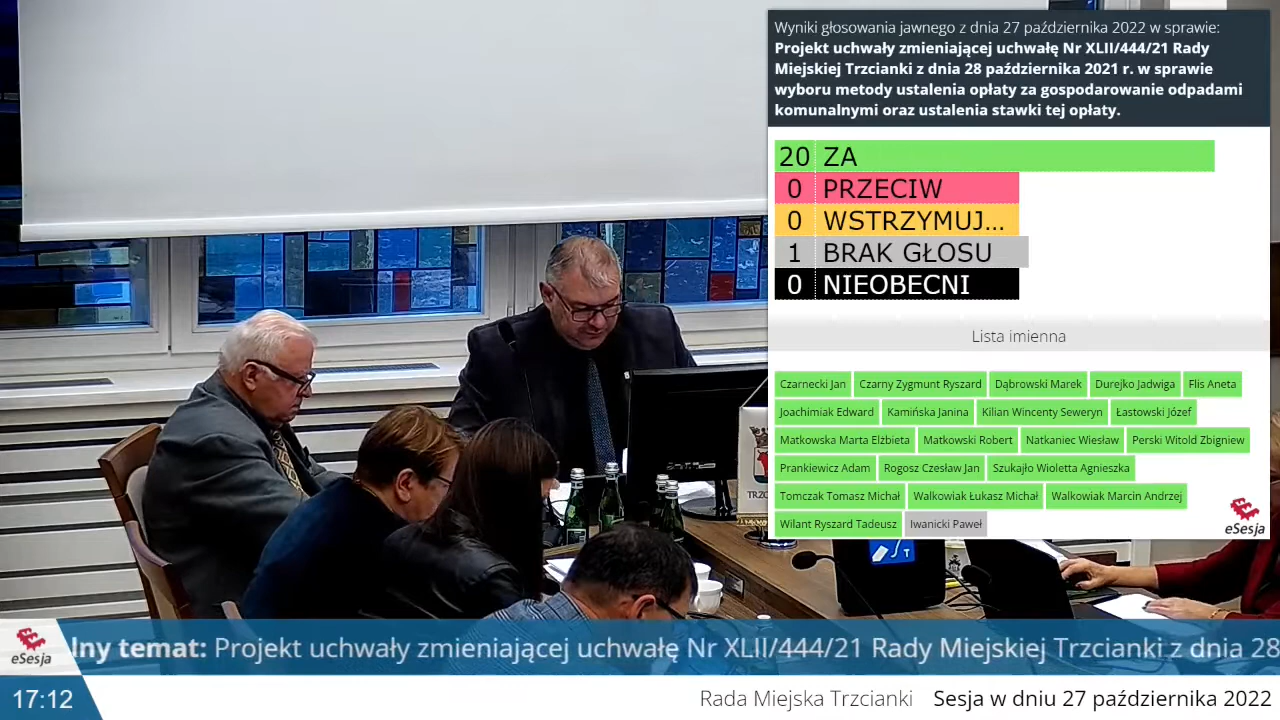 Wyniki głosowania jawnego z dnia 27 października 2022 w sprawie:
Projekt uchwały zmieniającej uchwałę Nr XLII/444/21 Rady
Miejskiej Trzcianki z dnia 28 października 2021 r. w sprawie
wyboru metody ustalenia opłaty za gospodarowanie odpadami
komunalnymi oraz ustalenia stawki tej opłaty.
20 ZA
0 PRZECIW
0 WSTRZYMUJ...
1 BRAK GŁOSU
0 NIEOBECNI
Lista imienna
Czarnecki Jan Czarny Zygmunt Ryszard Dąbrowski Marek Durejko Jadwiga Flis Aneta
Joachimiak Edward Kamińska Janina Kilian Wincenty Seweryn Łastowski Józef
Matkowska Marta Elżbieta Matkowski Robert Natkaniec Wiesław Perski Witold Zbigniew
Prankiewicz Adam Rogosz Czesław Jan Szukajło Wioletta Agnieszka
Tomczak Tomasz Michał Walkowiak Łukasz Michał Walkowiak Marcin Andrzej
Wilant Ryszard Tadeusz Iwanicki Paweł
eSesja
TRZC
eSesja
lny temat: Projekt uchwały zmieniającej uchwałę Nr XLII/444/21 Rady Miejskiej Trzcianki z dnia 28
17:12
Rada Miejska Trzcianki Sesja w dniu 27 października 2022